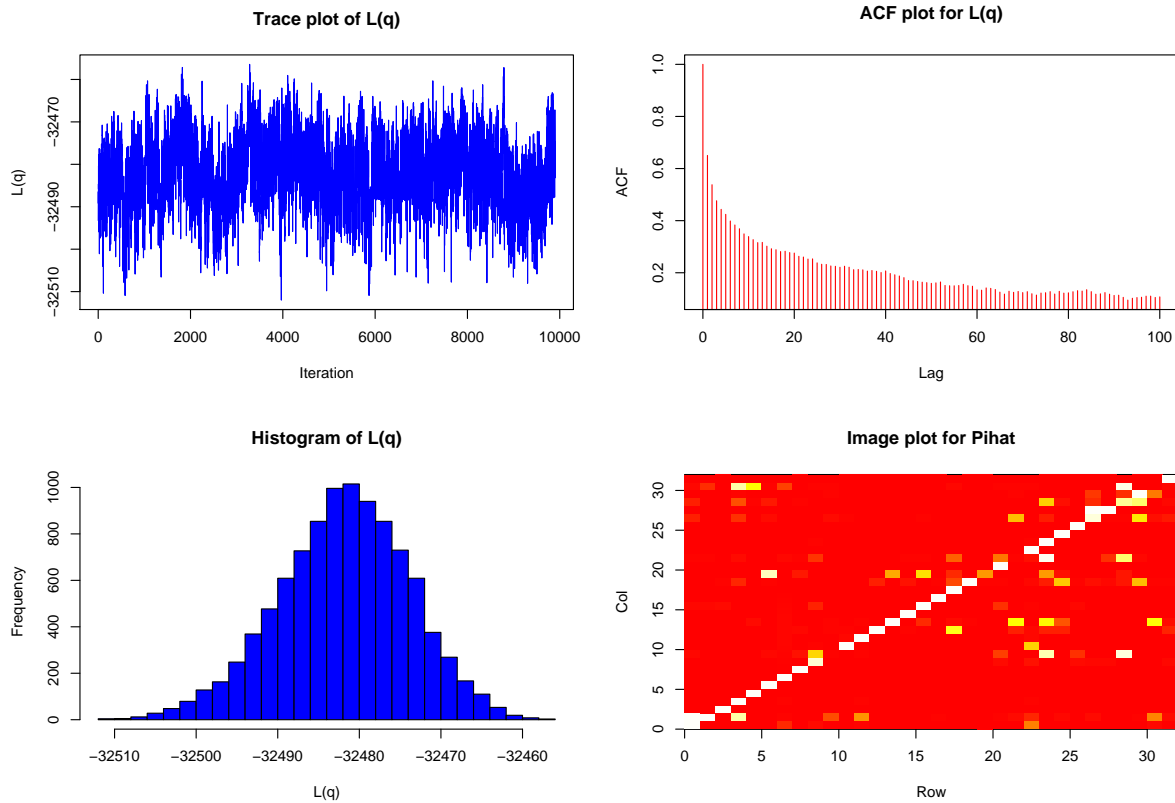 Trace plot of L(q)
L(q)
−32470
−32490
−32510
0 2000 4000 6000 8000 10000
Iteration
ACF plot for L(q)
ACF
1.0
0.8
0.6
0.4
0.2
0 20 40 60 80 100
Lag
Histogram of L(q)
Frequency
1000
800
600
400
200
0
−32510 −32500 −32490 −32480 −32470 −32460
L(q)
Image plot for Pihat
Col
30
25
20
15
10
5
0
0 5 10 15 20 25 30
Row